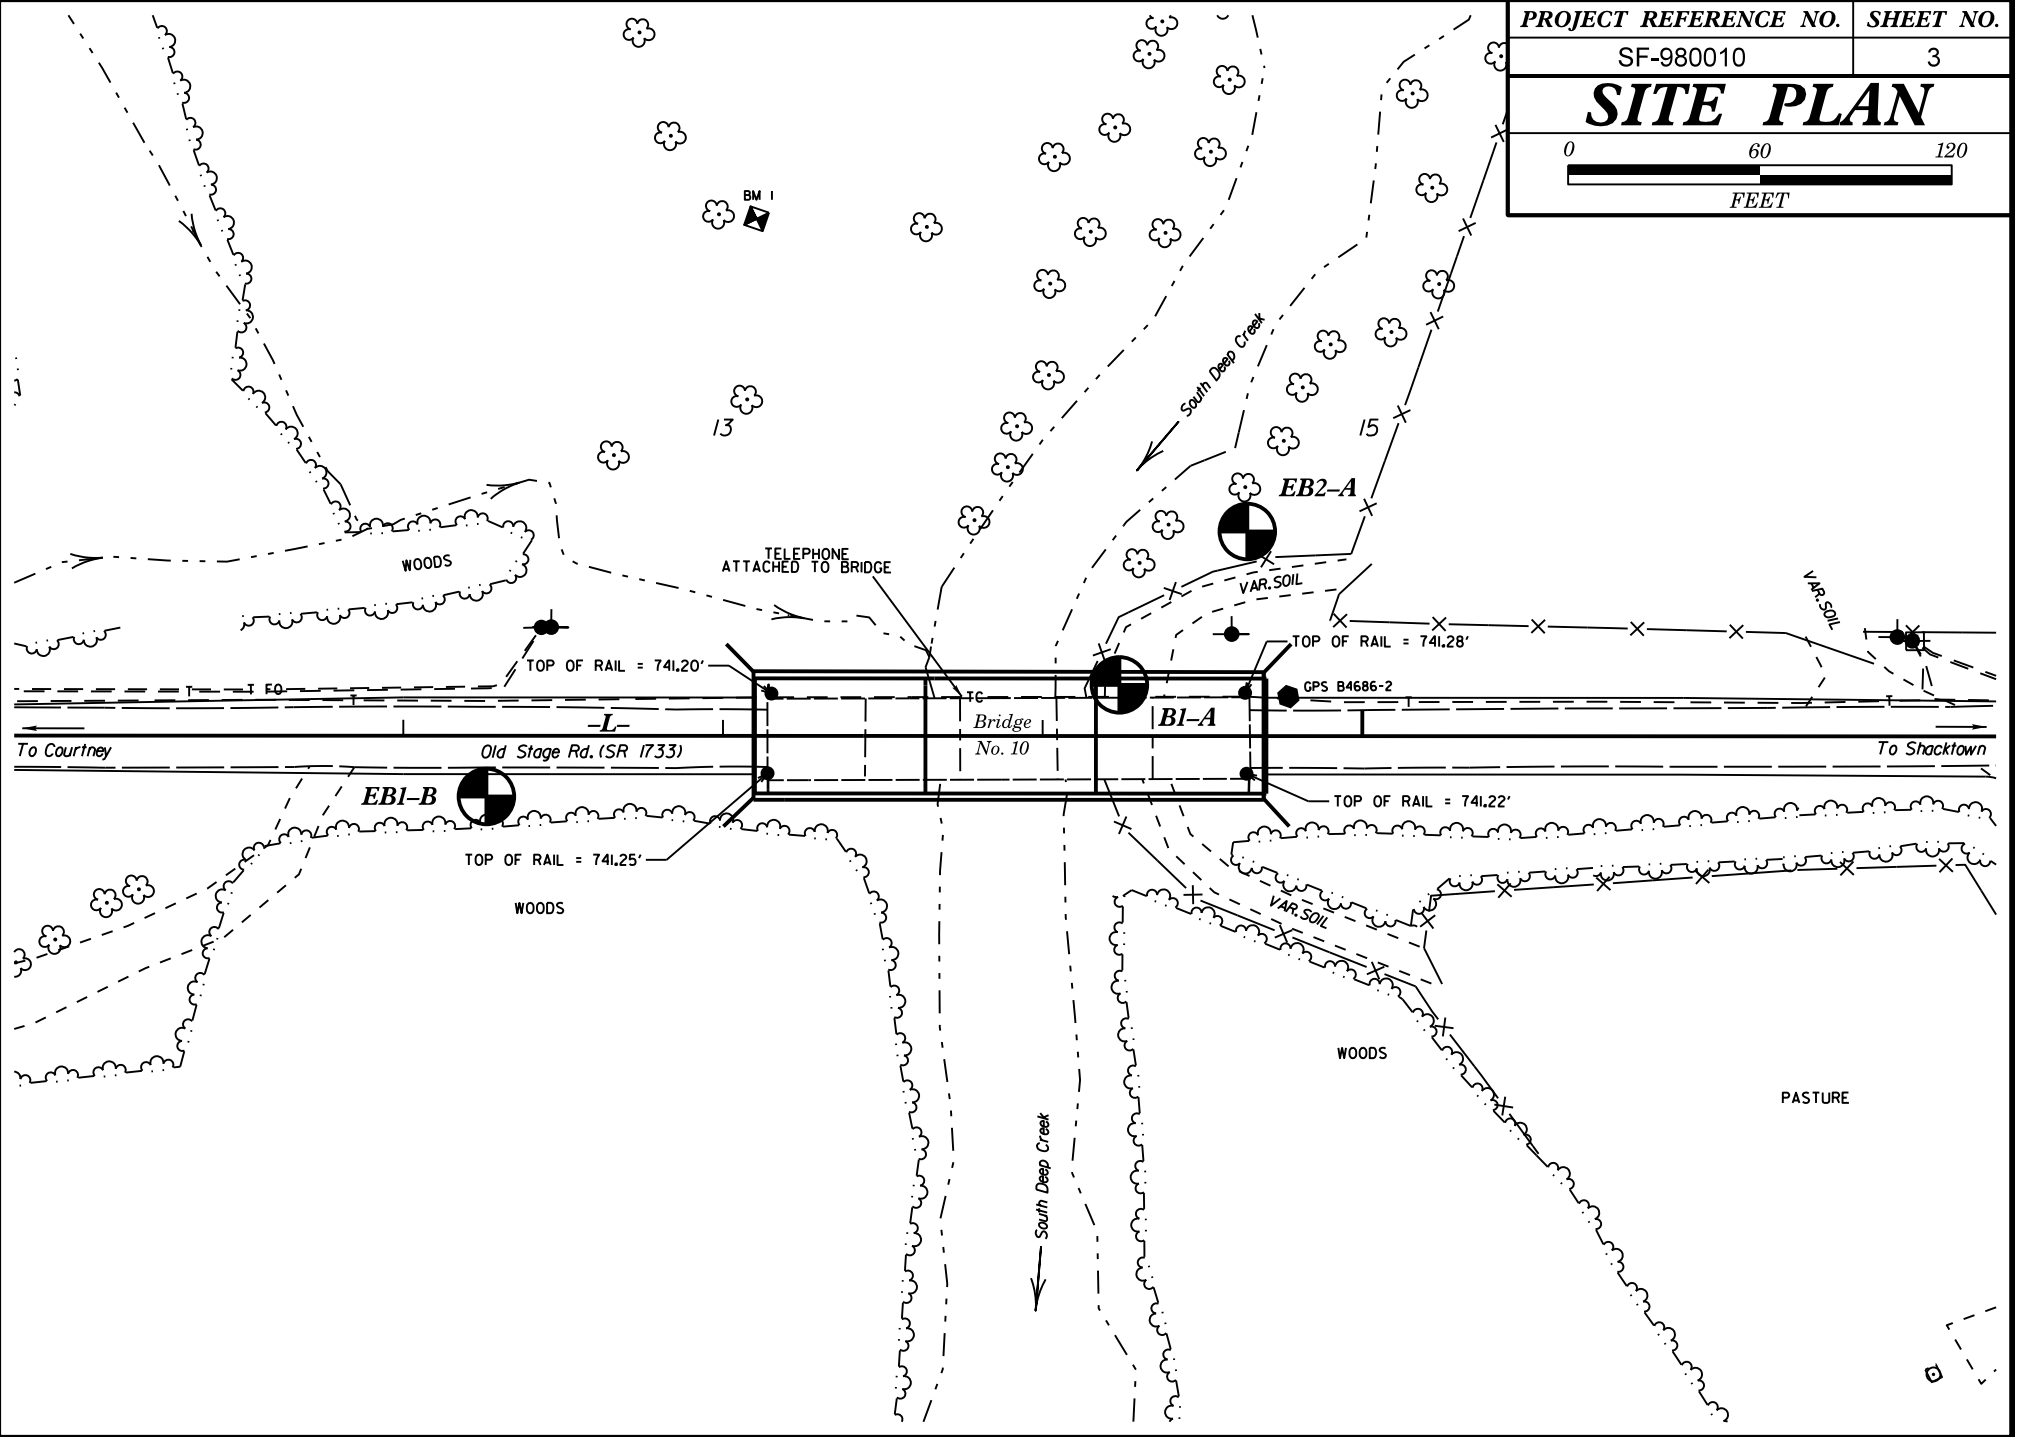 PROJECT REFERENCE NO. SHEET NO.
SF-980010 3
SITE PLAN
0 60 120
FEET
BM 1
South Deep Creek
13
15
EB2–A
WOODS
TELEPHONE
ATTACHED TO BRIDGE
VAR.SOIL
VAR.SOIL
TOP OF RAIL = 741.20'
TOP OF RAIL = 741.28'
T T FO T
TC
GPS B4686-2
T T
–L–
Bridge
No. 10
B1–A
To Courtney
Old Stage Rd.(SR 1733)
To Shacktown
EB1–B
TOP OF RAIL = 741.22'
TOP OF RAIL = 741.25'
WOODS
VAR.SOIL
WOODS
PASTURE
South Deep Creek